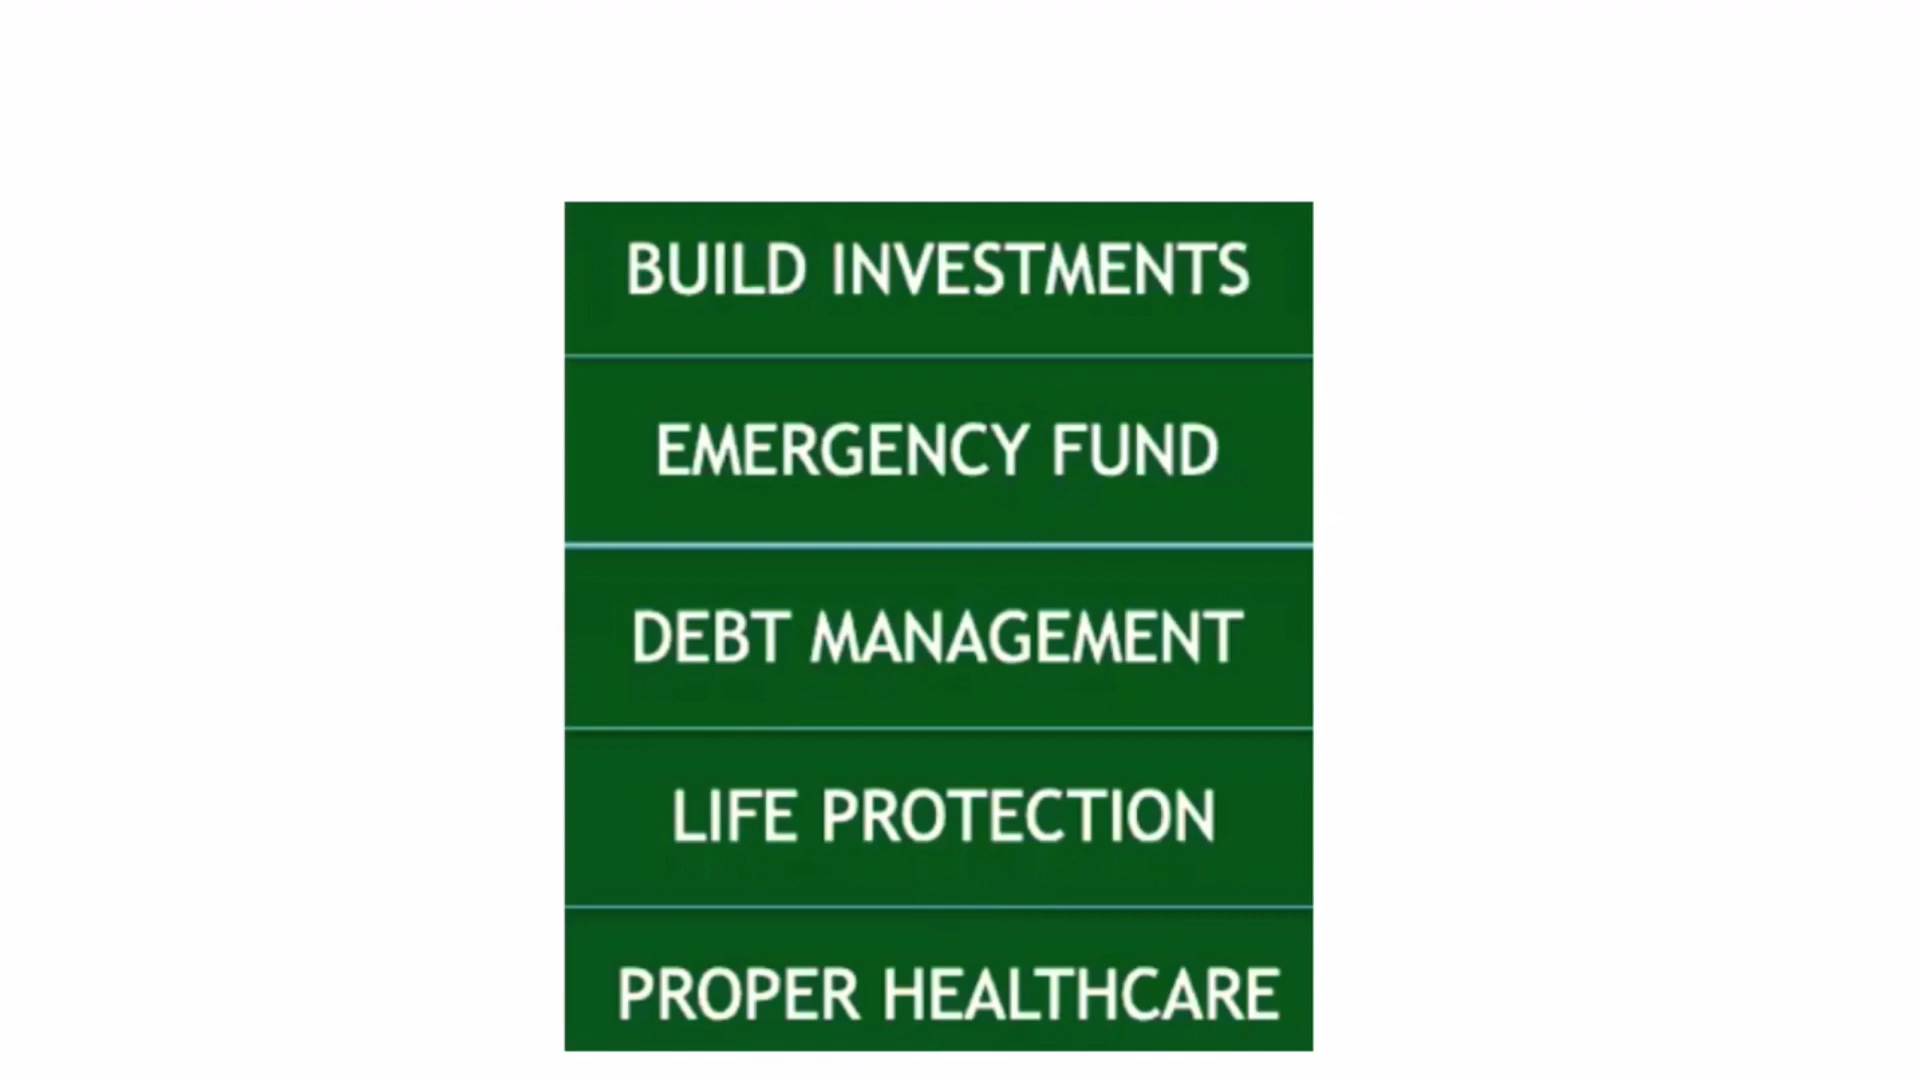 BUILD INVESTMENTS
EMERGENCY FUND
DEBT MANAGEMENT
LIFE PROTECTION
PROPER HEALTHCARE